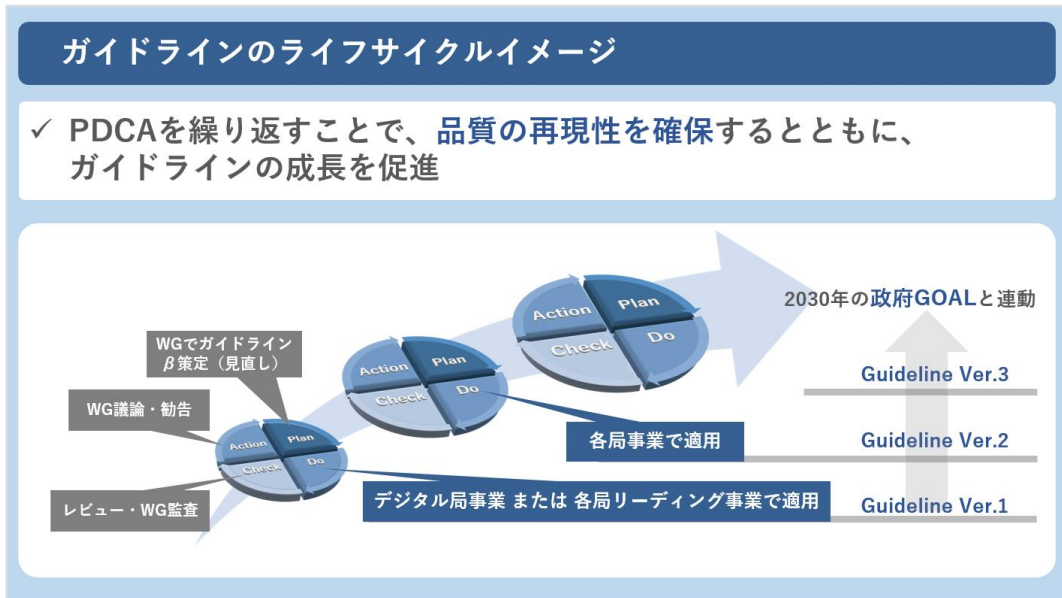 ガイドラインのライフサイクルイメージ
✓ PDCAを繰り返すことで、品質の再現性を確保するとともに、
ガイドラインの成長を促進
2030年の政府GOALと連動
Action
Plan
Check
Do
WGでガイドライン
β策定（見直し）
Action
Plan
Check
Do
Guideline Ver.3
WG議論・勧告
Action
Plan
Check
Do
各局事業で適用
Guideline Ver.2
レビュー・WG監査
デジタル局事業 または 各局リーディング事業で適用
Guideline Ver.1